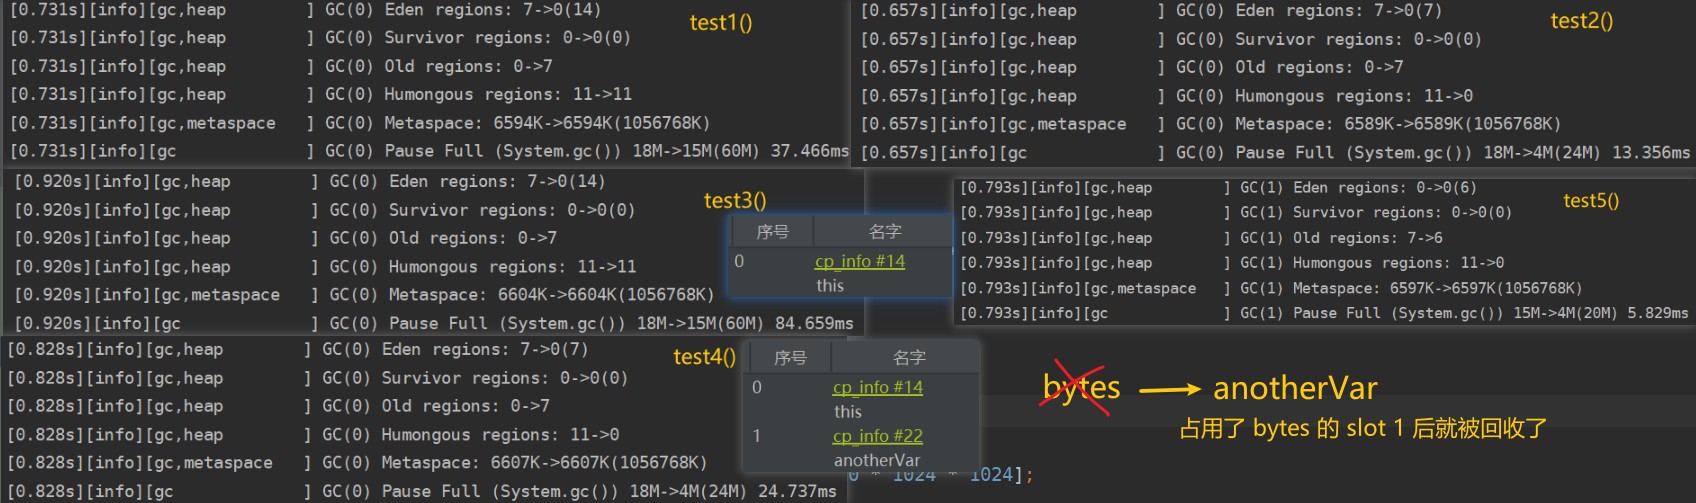 [0.731s][info][gc,heap ] GC(0) Eden regions: 7->0(14)
[0.731s][info][gc,heap ] GC(0) Survivor regions: 0->0(0)
[0.731s][info][gc,heap ] GC(0) Old regions: 0->7
[0.731s][info][gc,heap ] GC(0) Humongous regions: 11->11
[0.731s][info][gc,metaspace ] GC(0) Metaspace: 6594K->6594K(1056768K)
[0.731s][info][gc ] GC(0) Pause Full (System.gc()) 18M->15M(60M) 37.466ms
test1()
[0.657s][info][gc,heap ] GC(0) Eden regions: 7->0(7)
[0.657s][info][gc,heap ] GC(0) Survivor regions: 0->0(0)
[0.657s][info][gc,heap ] GC(0) Old regions: 0->7
[0.657s][info][gc,heap ] GC(0) Humongous regions: 11->0
[0.657s][info][gc,metaspace ] GC(0) Metaspace: 6589K->6589K(1056768K)
[0.657s][info][gc ] GC(0) Pause Full (System.gc()) 18M->4M(24M) 13.356ms
test2()
[0.920s][info][gc,heap ] GC(0) Eden regions: 7->0(14)
[0.920s][info][gc,heap ] GC(0) Survivor regions: 0->0(0)
[0.920s][info][gc,heap ] GC(0) Old regions: 0->7
[0.920s][info][gc,heap ] GC(0) Humongous regions: 11->11
[0.920s][info][gc,metaspace ] GC(0) Metaspace: 6604K->6604K(1056768K)
[0.920s][info][gc ] GC(0) Pause Full (System.gc()) 18M->15M(60M) 84.659ms
test3()
序号 名字
0 cp_info #14
this
[0.793s][info][gc,heap ] GC(1) Eden regions: 0->0(6)
[0.793s][info][gc,heap ] GC(1) Survivor regions: 0->0(0)
[0.793s][info][gc,heap ] GC(1) Old regions: 7->6
[0.793s][info][gc,heap ] GC(1) Humongous regions: 11->0
[0.793s][info][gc,metaspace ] GC(1) Metaspace: 6597K->6597K(1056768K)
[0.793s][info][gc ] GC(1) Pause Full (System.gc()) 15M->4M(20M) 5.829ms
test5()
[0.828s][info][gc,heap ] GC(0) Eden regions: 7->0(7)
[0.828s][info][gc,heap ] GC(0) Survivor regions: 0->0(0)
[0.828s][info][gc,heap ] GC(0) Old regions: 0->7
[0.828s][info][gc,heap ] GC(0) Humongous regions: 11->0
[0.828s][info][gc,metaspace ] GC(0) Metaspace: 6607K->6607K(1056768K)
[0.828s][info][gc ] GC(0) Pause Full (System.gc()) 18M->4M(24M) 24.737ms
test4()
序号 名字
0 cp_info #14
this
1 cp_info #22
anotherVar
0 * 1024 * 1024];
bytes anotherVar
占用了 bytes 的 slot 1 后就被回收了